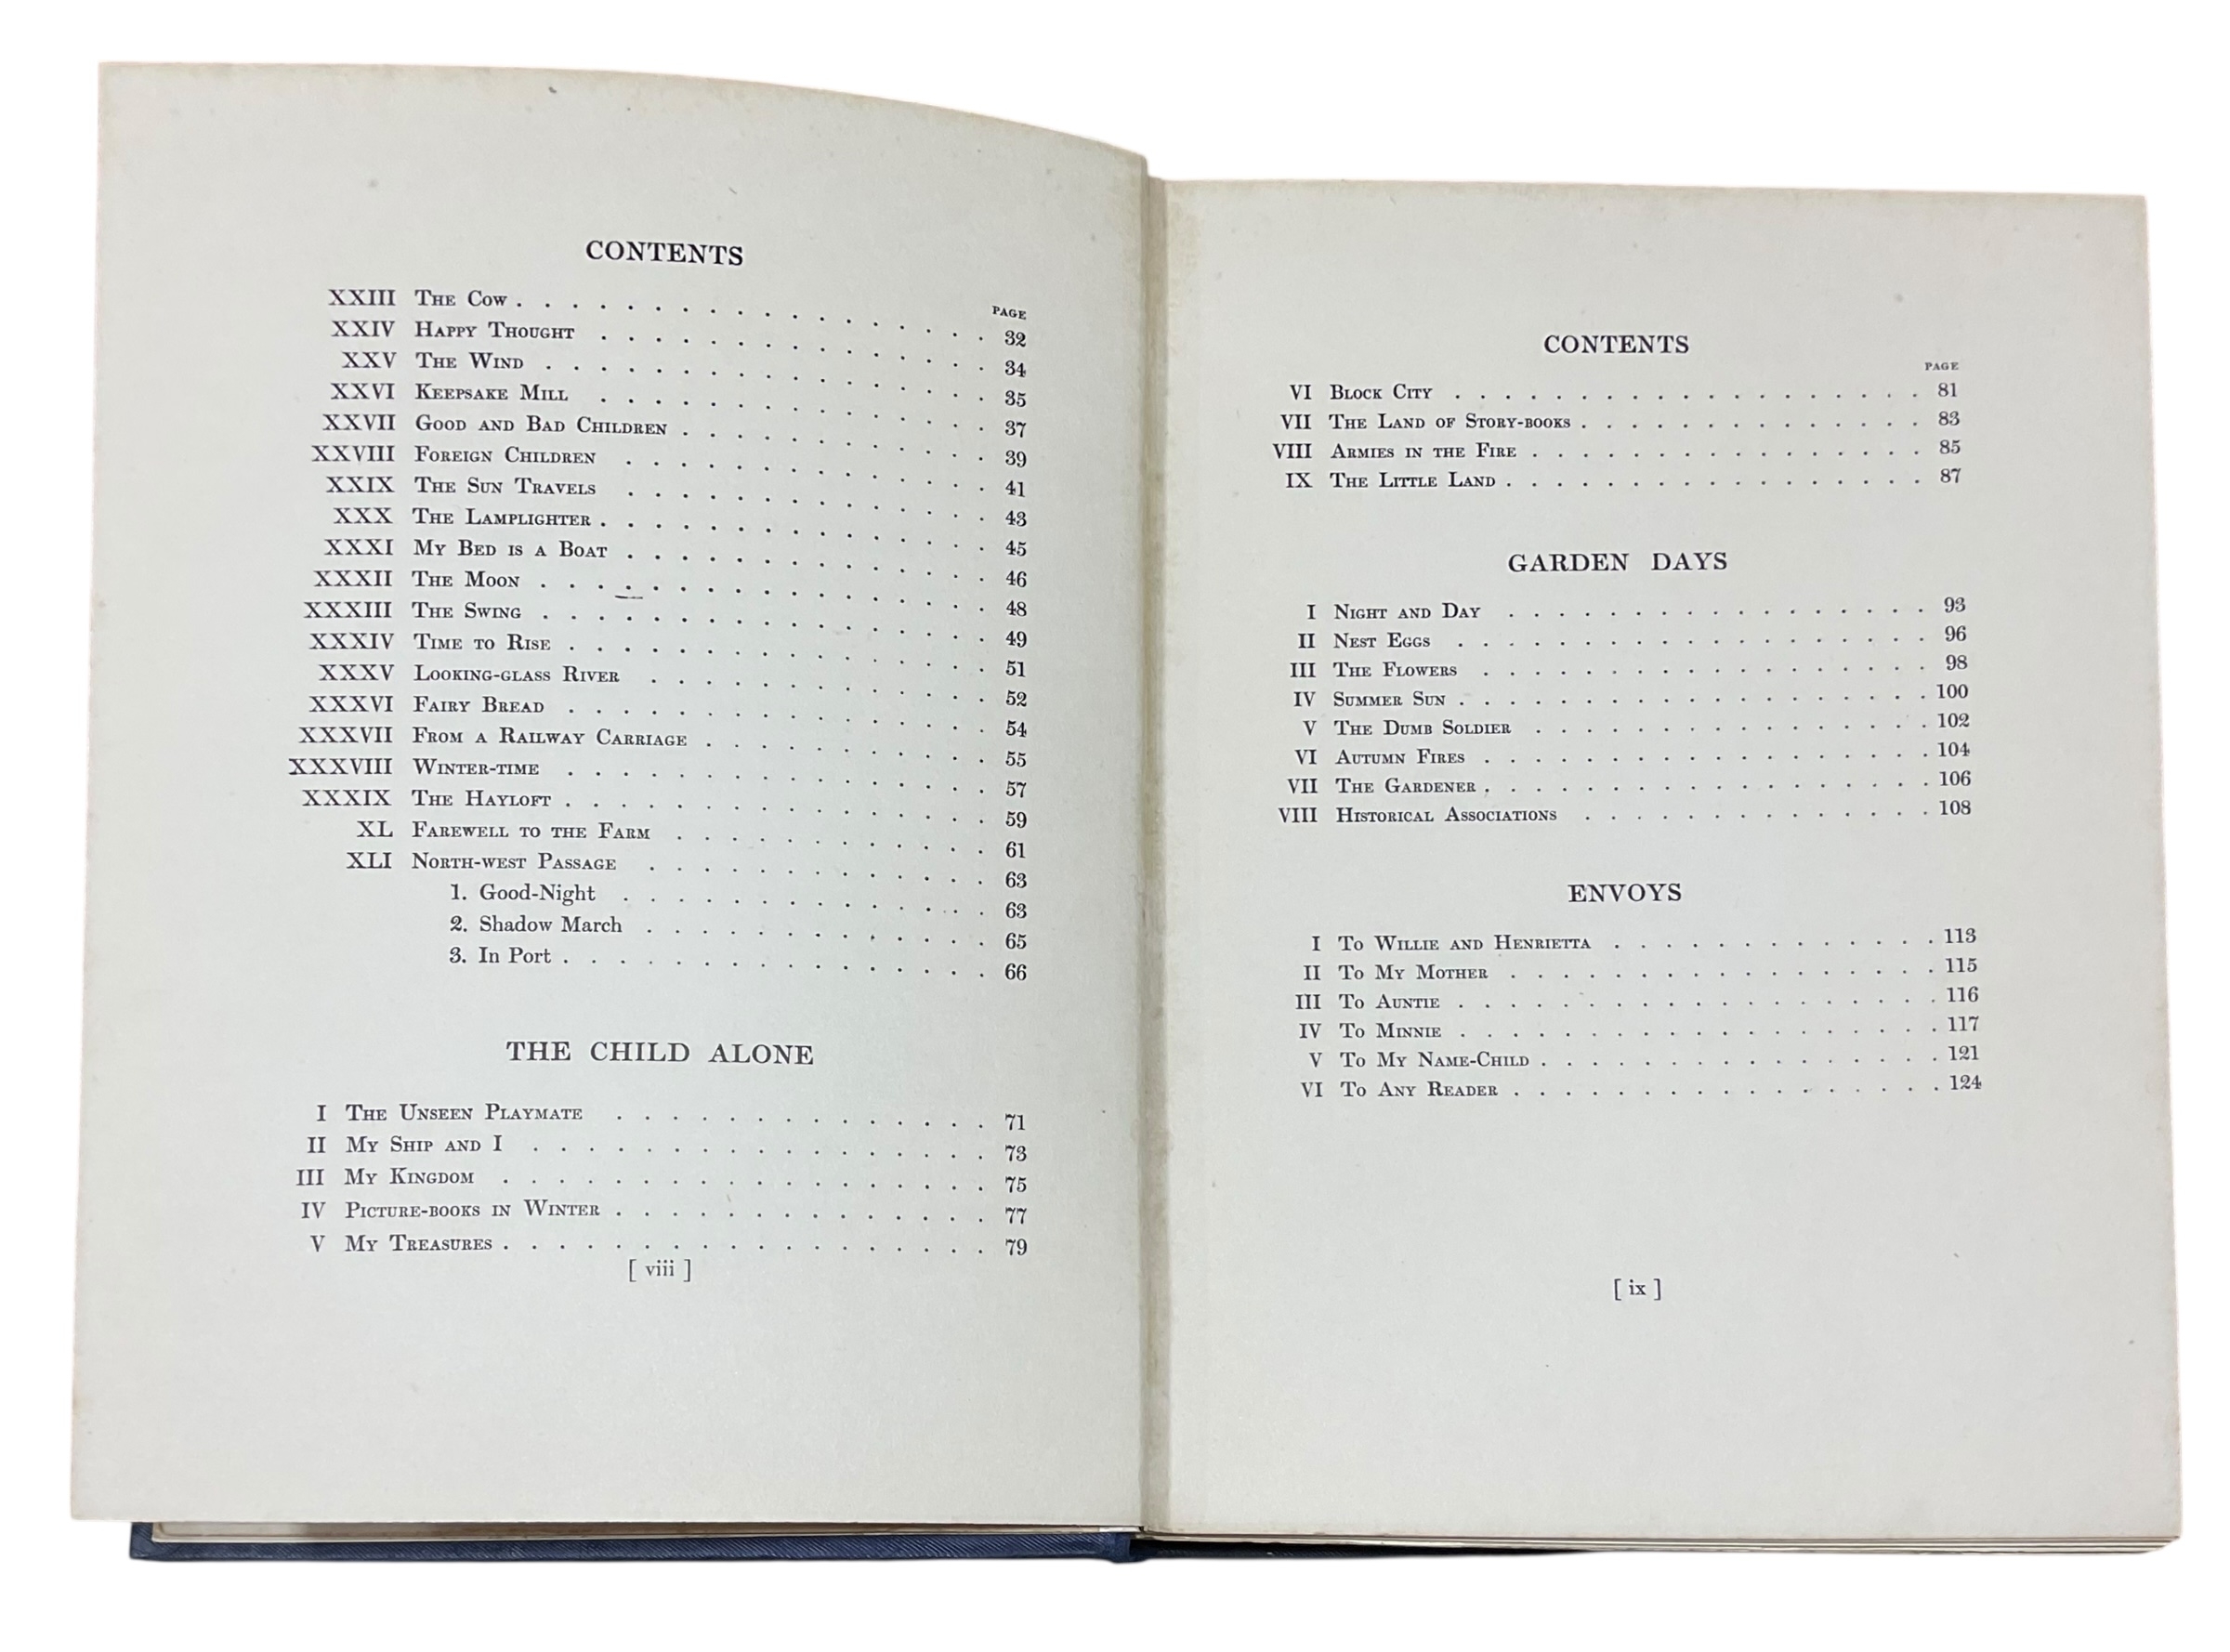 CONTENTS
PAGE
XXIII The Cow . . . . . . . . . . . . . . . . . 32
XXIV Happy Thought . . . . . . . . . . . . . . 34
XXV The Wind . . . . . . . . . . . . . . . . 35
XXVI Keepsake Mill . . . . . . . . . . . . . . 37
XXVII Good and Bad Children . . . . . . . . . . . 39
XXVIII Foreign Children . . . . . . . . . . . . . 41
XXIX The Sun Travels . . . . . . . . . . . . . 43
XXX The Lamplighter . . . . . . . . . . . . . . 45
XXXI My Bed is a Boat . . . . . . . . . . . . . 46
XXXII The Moon . . . . . . . . . . . . . . . . 48
XXXIII The Swing . . . . . . . . . . . . . . . . 49
XXXIV Time to Rise . . . . . . . . . . . . . . . 51
XXXV Looking-glass River . . . . . . . . . . . . 52
XXXVI Fairy Bread . . . . . . . . . . . . . . . 54
XXXVII From a Railway Carriage . . . . . . . . . . 55
XXXVIII Winter-time . . . . . . . . . . . . . . . 57
XXXIX The Hayloft . . . . . . . . . . . . . . . 59
XL Farewell to the Farm . . . . . . . . . . . 61
XLI North-west Passage . . . . . . . . . . . . 63
1. Good-Night . . . . . . . . . . . . . 63
2. Shadow March . . . . . . . . . . . . 65
3. In Port . . . . . . . . . . . . . . . 66
THE CHILD ALONE
I The Unseen Playmate . . . . . . . . . . . . . 71
II My Ship and I . . . . . . . . . . . . . . . . 73
III My Kingdom . . . . . . . . . . . . . . . . . 75
IV Picture-books in Winter . . . . . . . . . . . . . 77
V My Treasures . . . . . . . . . . . . . . . . . 79
[ viii ]
CONTENTS
PAGE
VI Block City . . . . . . . . . . . . . . . . . . 81
VII The Land of Story-books . . . . . . . . . . . . . 83
VIII Armies in the Fire . . . . . . . . . . . . . . . 85
IX The Little Land . . . . . . . . . . . . . . . . 87
GARDEN DAYS
I Night and Day . . . . . . . . . . . . . . . . 93
II Nest Eggs . . . . . . . . . . . . . . . . . . 96
III The Flowers . . . . . . . . . . . . . . . . . 98
IV Summer Sun . . . . . . . . . . . . . . . . . . 100
V The Dumb Soldier . . . . . . . . . . . . . . . 102
VI Autumn Fires . . . . . . . . . . . . . . . . . 104
VII The Gardener . . . . . . . . . . . . . . . . . 106
VIII Historical Associations . . . . . . . . . . . . . 108
ENVOYS
I To Willie and Henrietta . . . . . . . . . . . . . 113
II To My Mother . . . . . . . . . . . . . . . . 115
III To Auntie . . . . . . . . . . . . . . . . . . 116
IV To Minnie . . . . . . . . . . . . . . . . . . 117
V To My Name-Child . . . . . . . . . . . . . . . 121
VI To Any Reader . . . . . . . . . . . . . . . . 124
[ ix ]